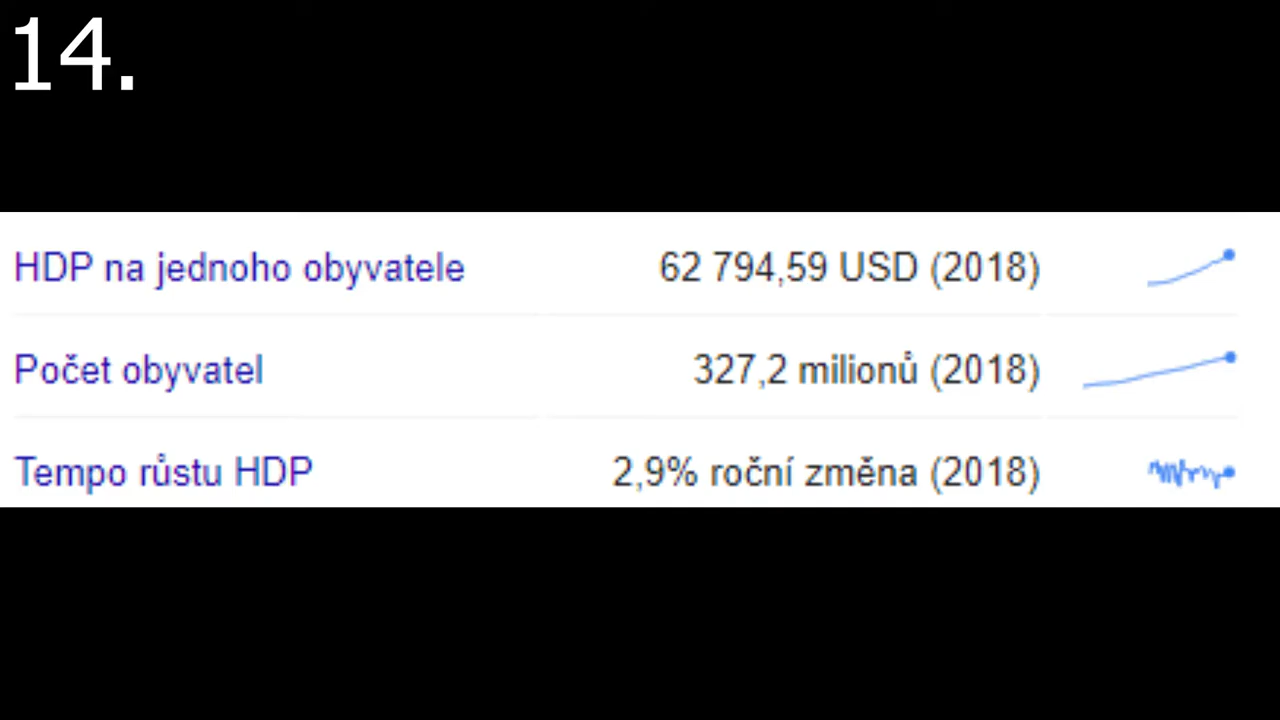 14.
HDP na jednoho obyvatele 62 794,59 USD (2018)
Počet obyvatel 327,2 milionů (2018)
Tempo růstu HDP 2,9% roční změna (2018)